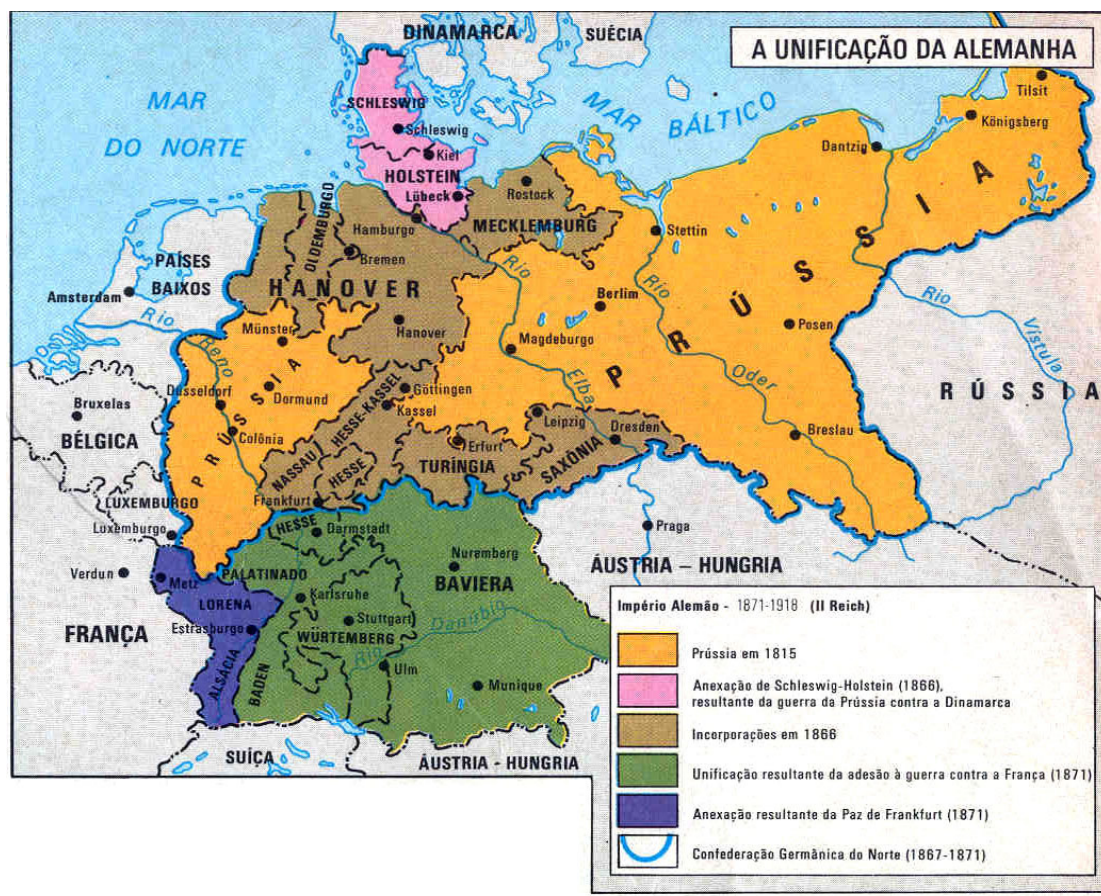 A UNIFICAÇÃO DA ALEMANHA
DINAMARCA
SUÉCIA
MAR
DO NORTE
MAR
BÁLTICO
Tilsit
Königsberg
Dantzig
SCHLESWIG
Schleswig
Kiel
HOLSTEIN
Lübeck
Rostock
MECKLEMBURG
Hamburgo
OLDEMBURGO
Bremen
Stettin
PAÍSES
BAIXOS
Amsterdam
HANOVER
Hanover
Rio
Elba
Rio
Oder
Berlim
PRÚSSIA
Posen
Rio
Vístula
RÚSSIA
Rio
Reno
Münster
Magdeburgo
Düsseldorf
Dormund
PRÚSSIA
Colônia
Göttingen
Kassel
HESSE-KASSEL
Leipzig
Dresden
Breslau
Bruxelas
BÉLGICA
NASSAU
HESSE
Erfurt
TURÍNGIA
SAXÔNIA
Frankfurt
LUXEMBURGO
Luxemburgo
HESSE
Darmstadt
Praga
ÁUSTRIA – HUNGRIA
Verdun
Metz
PALATINADO
Nuremberg
BAVIERA
LORENA
Karlsruhe
FRANÇA
Estrasburgo
Stuttgart
WÜRTEMBERG
Rio
Danúbio
ALSÁCIA
BADEN
Ulm
Munique
SUÍÇA
ÁUSTRIA - HUNGRIA
Império Alemão - 1871-1918 (II Reich)
Prússia em 1815
Anexação de Schleswig-Holstein (1866),
resultante da guerra da Prússia contra a Dinamarca
Incorporações em 1866
Unificação resultante da adesão à guerra contra a França (1871)
Anexação resultante da Paz de Frankfurt (1871)
Confederação Germânica do Norte (1867-1871)